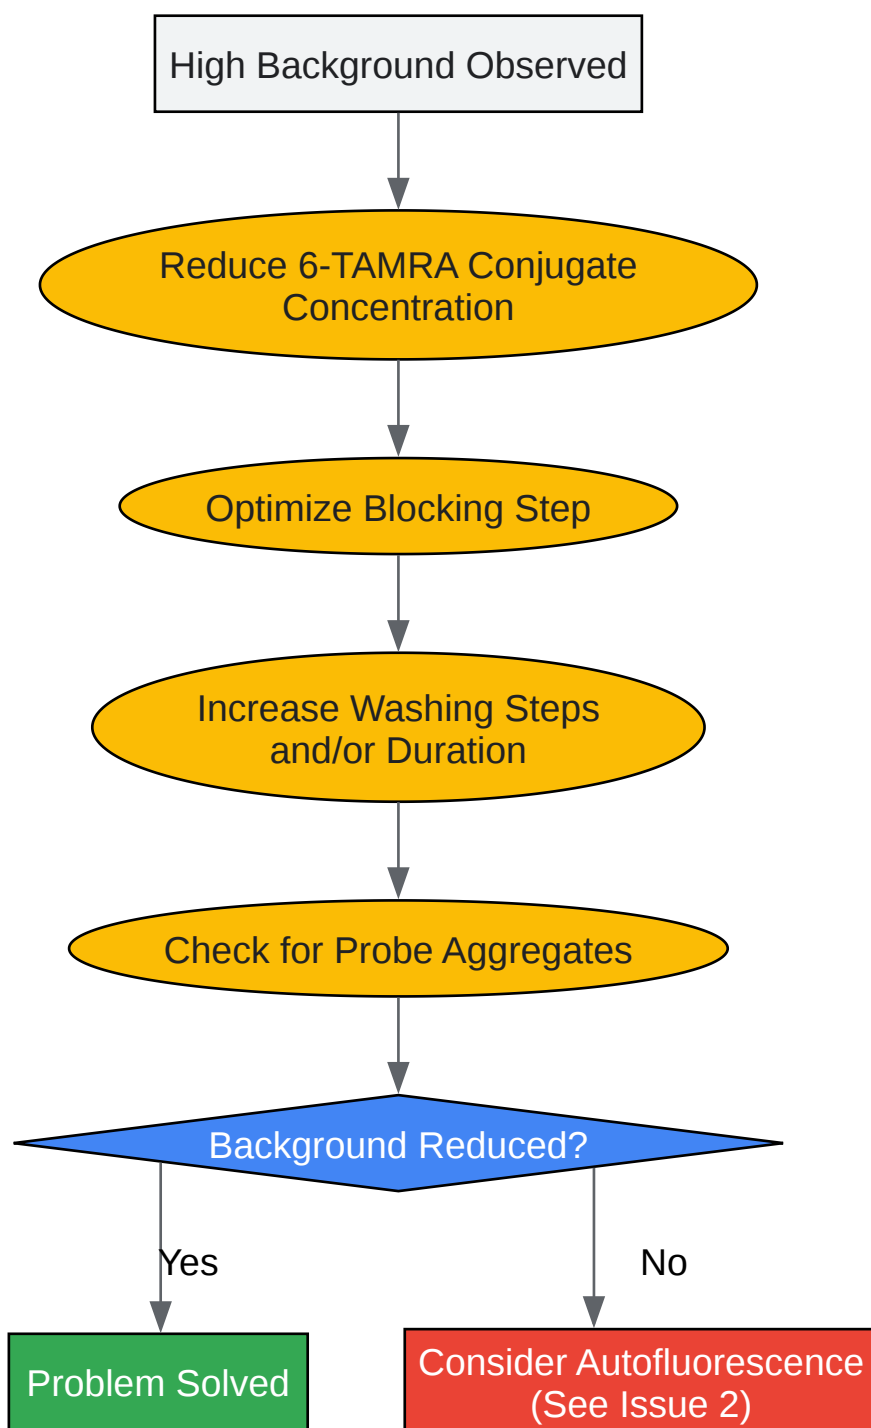 High Background Observed
Reduce 6-TAMRA Conjugate
Concentration
Optimize Blocking Step
Increase Washing Steps
and/or Duration
Check for Probe Aggregates
Background Reduced?
Yes
No
Problem Solved
Consider Autofluorescence
(See Issue 2)